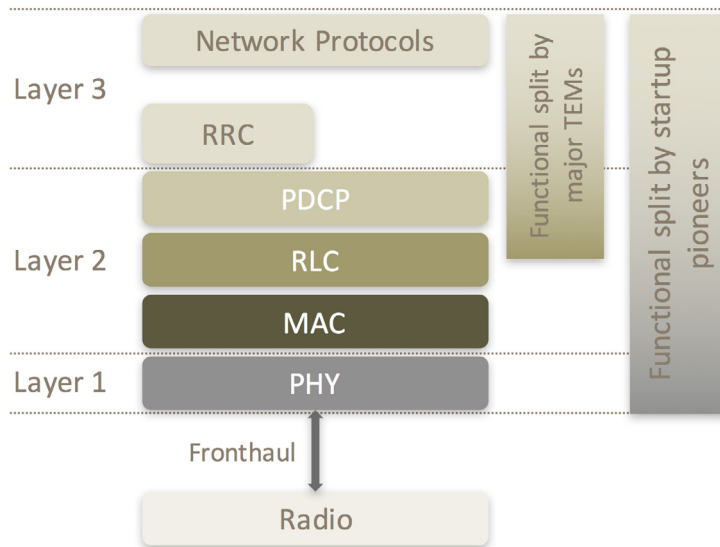 Network Protocols
Layer 3
RRC
PDCP
Layer 2
RLC
MAC
Layer 1
PHY
Fronthaul
Radio
Functional split by
major TEMs
Functional split by startup
pioneers